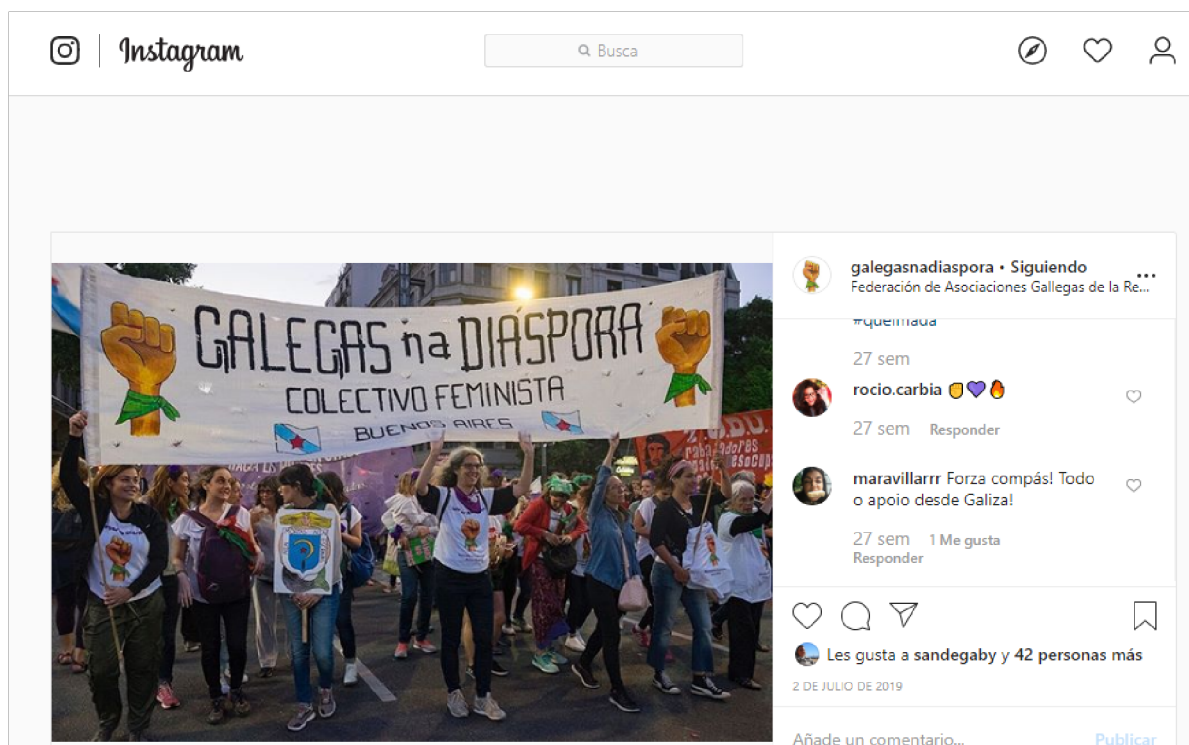 Instagram
Busca
GALEGAS na DIÁSPORA
COLECTIVO FEMINISTA
BUENOS AIRES
galegasnadiaspora • Siguiendo
Federación de Asociaciones Gallegas de la Re...
#queimada
27 sem
rocio.carbia
27 sem Responder
maravillarrr Forza compás! Todo
o apoio desde Galiza!
27 sem 1 Me gusta
Responder
Les gusta a sandegaby y 42 personas más
2 DE JULIO DE 2019
Añade un comentario... Publicar